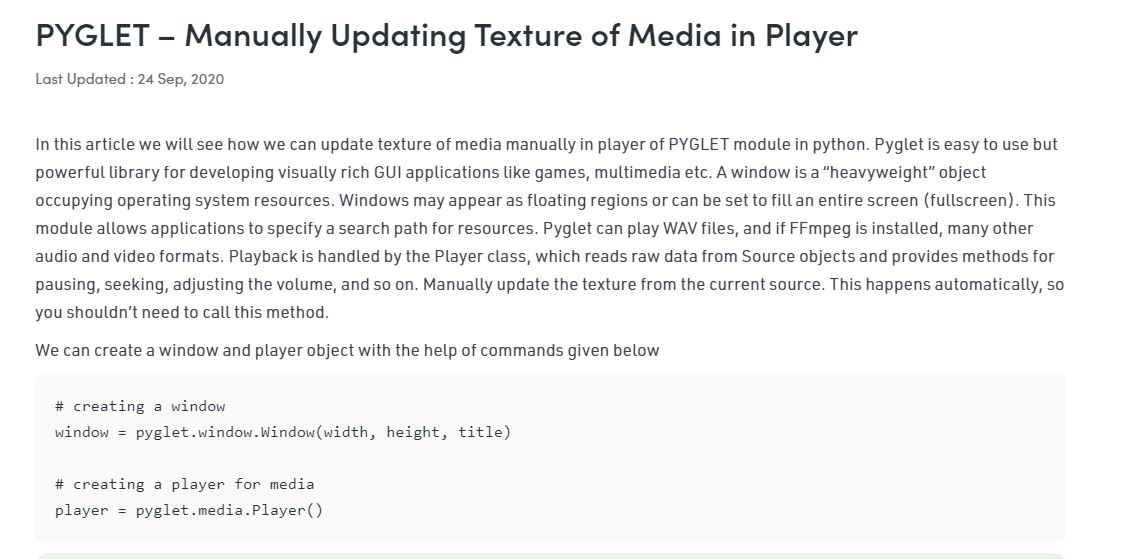 PYGLET – Manually Updating Texture of Media in Player
Last Updated : 24 Sep, 2020
In this article we will see how we can update texture of media manually in player of PYGLET module in python. Pyglet is easy to use but
powerful library for developing visually rich GUI applications like games, multimedia etc. A window is a “heavyweight” object
occupying operating system resources. Windows may appear as floating regions or can be set to fill an entire screen (fullscreen). This
module allows applications to specify a search path for resources. Pyglet can play WAV files, and if FFmpeg is installed, many other
audio and video formats. Playback is handled by the Player class, which reads raw data from Source objects and provides methods for
pausing, seeking, adjusting the volume, and so on. Manually update the texture from the current source. This happens automatically, so
you shouldn’t need to call this method.
We can create a window and player object with the help of commands given below
# creating a window
window = pyglet.window.Window(width, height, title)
# creating a player for media
player = pyglet.media.Player()